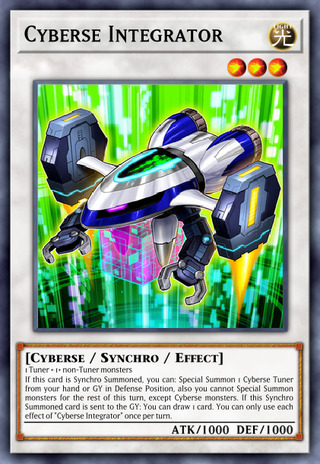 Cyberse Integrator
LIGHT
光
[Cyberse / Synchro / Effect]
1 Tuner + 1+ non-Tuner monsters
If this card is Synchro Summoned, you can: Special Summon 1 Cyberse Tuner
from your hand or GY in Defense Position, also you cannot Special Summon
monsters for the rest of this turn, except Cyberse monsters. If this Synchro
Summoned card is sent to the GY: You can draw 1 card. You can only use each
effect of "Cyberse Integrator" once per turn.
ATK/1000 DEF/1000